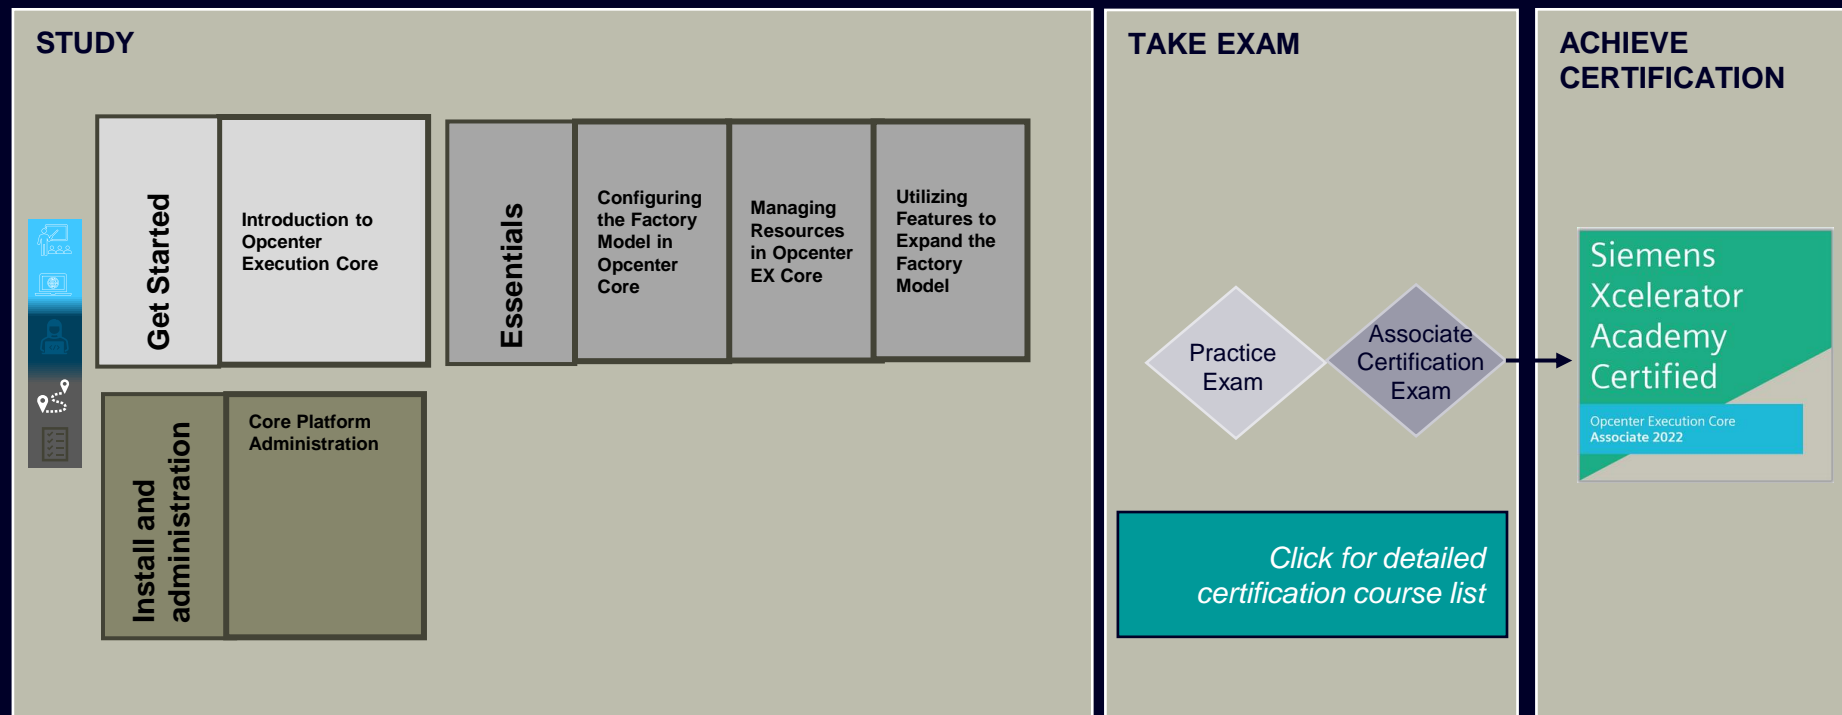 STUDY
Get Started
Introduction to
Opcenter
Execution Core
Essentials
Configuring
the Factory
Model in
Opcenter
Core
Managing
Resources
in Opcenter
EX Core
Utilizing
Features to
Expand the
Factory
Model
Install and
administration
Core Platform
Administration
TAKE EXAM
Practice
Exam
Associate
Certification
Exam
Click for detailed
certification course list
ACHIEVE
CERTIFICATION
Siemens
Xcelerator
Academy
Certified
Opcenter Execution Core
Associate 2022